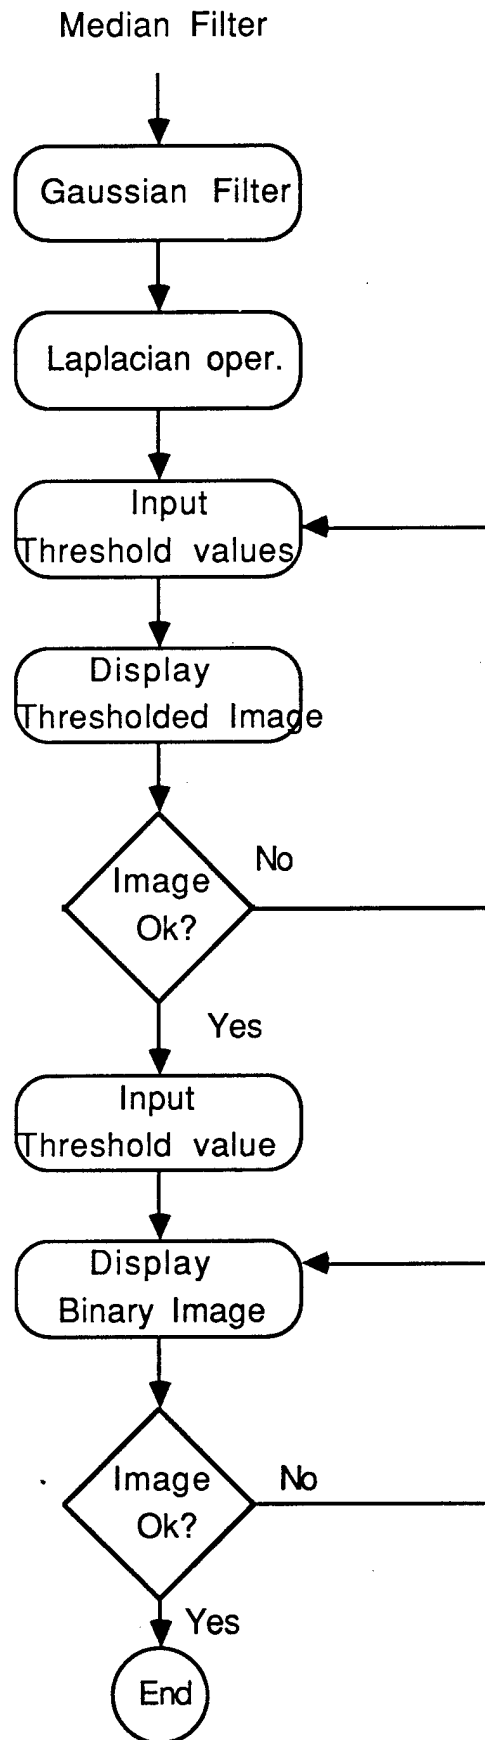 Median Filter
Gaussian Filter
Laplacian oper.
Input
Threshold values
Display
Thresholded Image
No
Image
Ok?
Yes
Input
Threshold value
Display
Binary Image
Image
No
Ok?
Yes
End